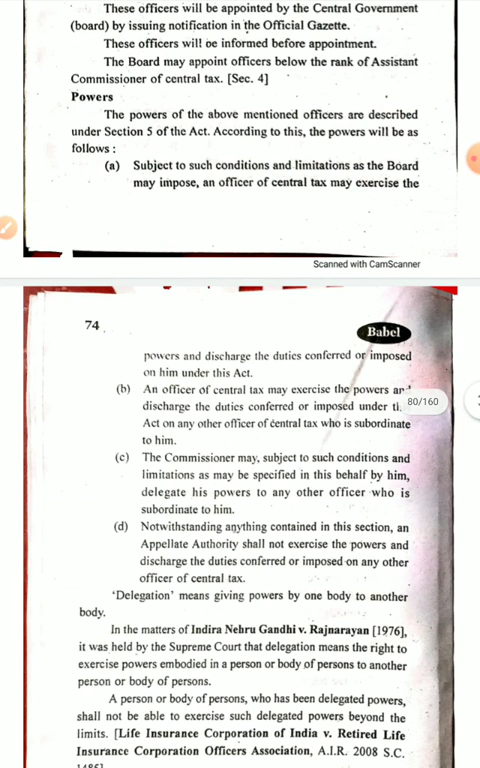 These officers will be appointed by the Central Government
(board) by issuing notification in the Official Gazette.
These officers will be informed before appointment.
The Board may appoint officers below the rank of Assistant
Commissioner of central tax. [Sec. 4]
Powers
The powers of the above mentioned officers are described
under Section 5 of the Act. According to this, the powers will be as
follows :
(a) Subject to such conditions and limitations as the Board
may impose, an officer of central tax may exercise the
Scanned with CamScanner
74
Babel
powers and discharge the duties conferred or imposed
on him under this Act.
(b) An officer of central tax may exercise the powers and
discharge the duties conferred or imposed under
80/160
Act on any other officer of central tax who is subordinate
to him.
(c) The Commissioner may, subject to such conditions and
limitations as may be specified in this behalf by him,
delegate his powers to any other officer who is
subordinate to him.
(d) Notwithstanding anything contained in this section, an
Appellate Authority shall not exercise the powers and
discharge the duties conferred or imposed on any other
officer of central tax.
‘Delegation’ means giving powers by one body to another
body.
In the matters of Indira Nehru Gandhi v. Rajnarayan [1976],
it was held by the Supreme Court that delegation means the right to
exercise powers embodied in a person or body of persons to another
person or body of persons.
A person or body of persons, who has been delegated powers,
shall not be able to exercise such delegated powers beyond the
limits. [Life Insurance Corporation of India v. Retired Life
Insurance Corporation Officers Association, A.I.R. 2008 S.C.